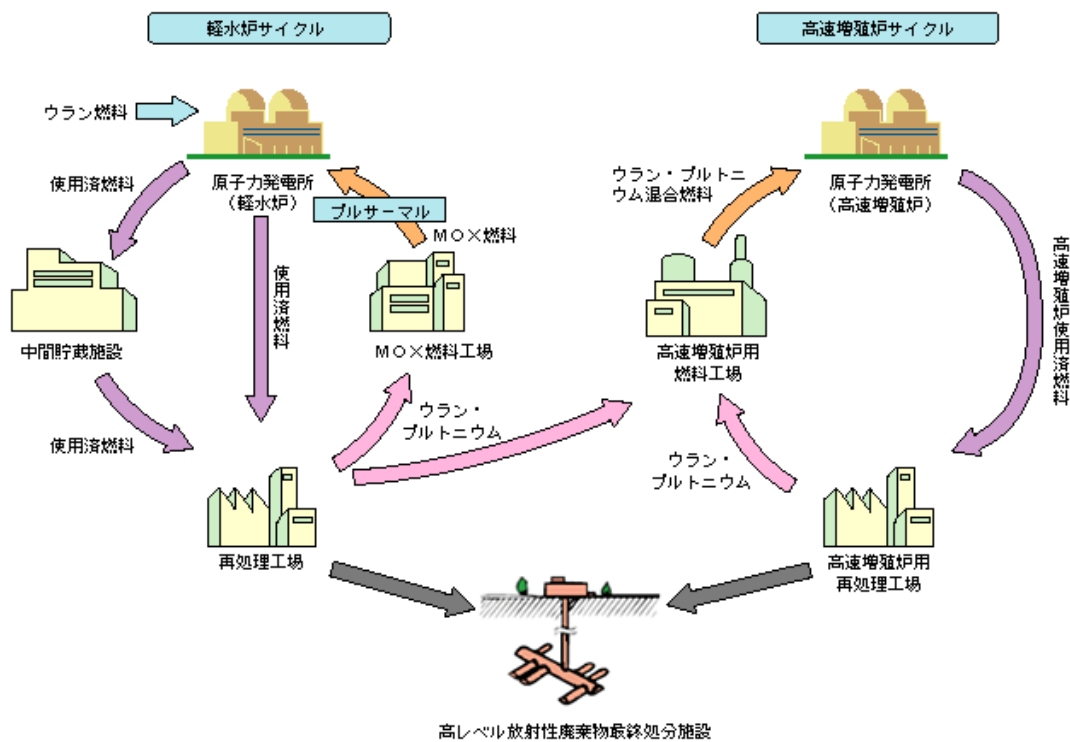 軽水炉サイクル
高速増殖炉サイクル
ウラン燃料
使用済燃料
原子力発電所
(軽水炉)
プルサーマル
MOX燃料
ウラン・プルトニ
ウム混合燃料
原子力発電所
(高速増殖炉)
使用済燃料
高速増殖炉使用済燃料
中間貯蔵施設
MOX燃料工場
高速増殖炉用
燃料工場
使用済燃料
ウラン・
プルトニウム
ウラン・
プルトニウム
再処理工場
高速増殖炉用
再処理工場
高レベル放射性廃棄物最終処分施設